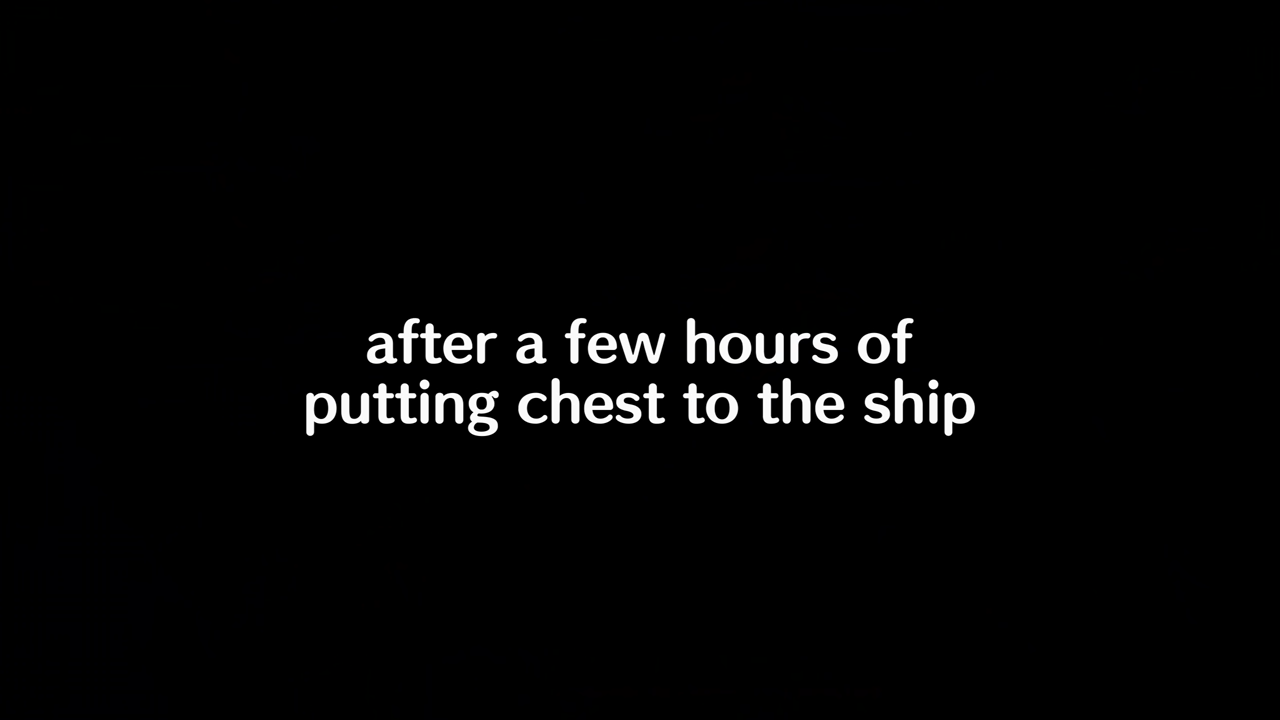 after a few hours of
putting chest to the ship